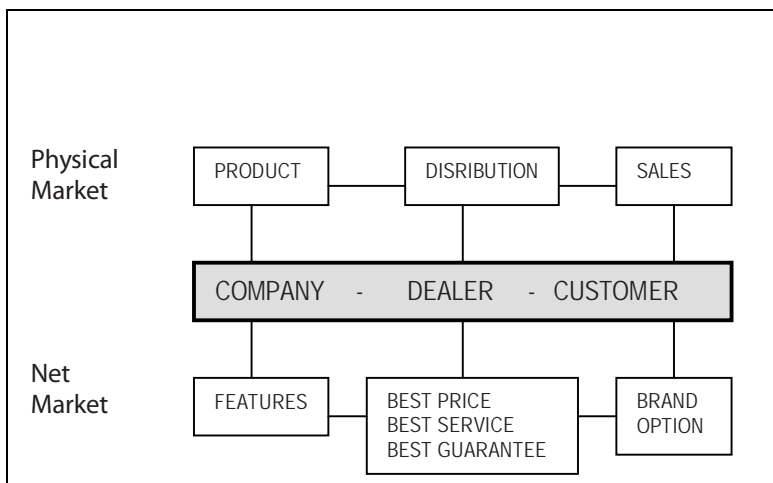 Physical
Market
PRODUCT
DISRIBUTION
SALES
COMPANY - DEALER - CUSTOMER
Net
Market
FEATURES
BEST PRICE
BEST SERVICE
BEST GUARANTEE
BRAND
OPTION